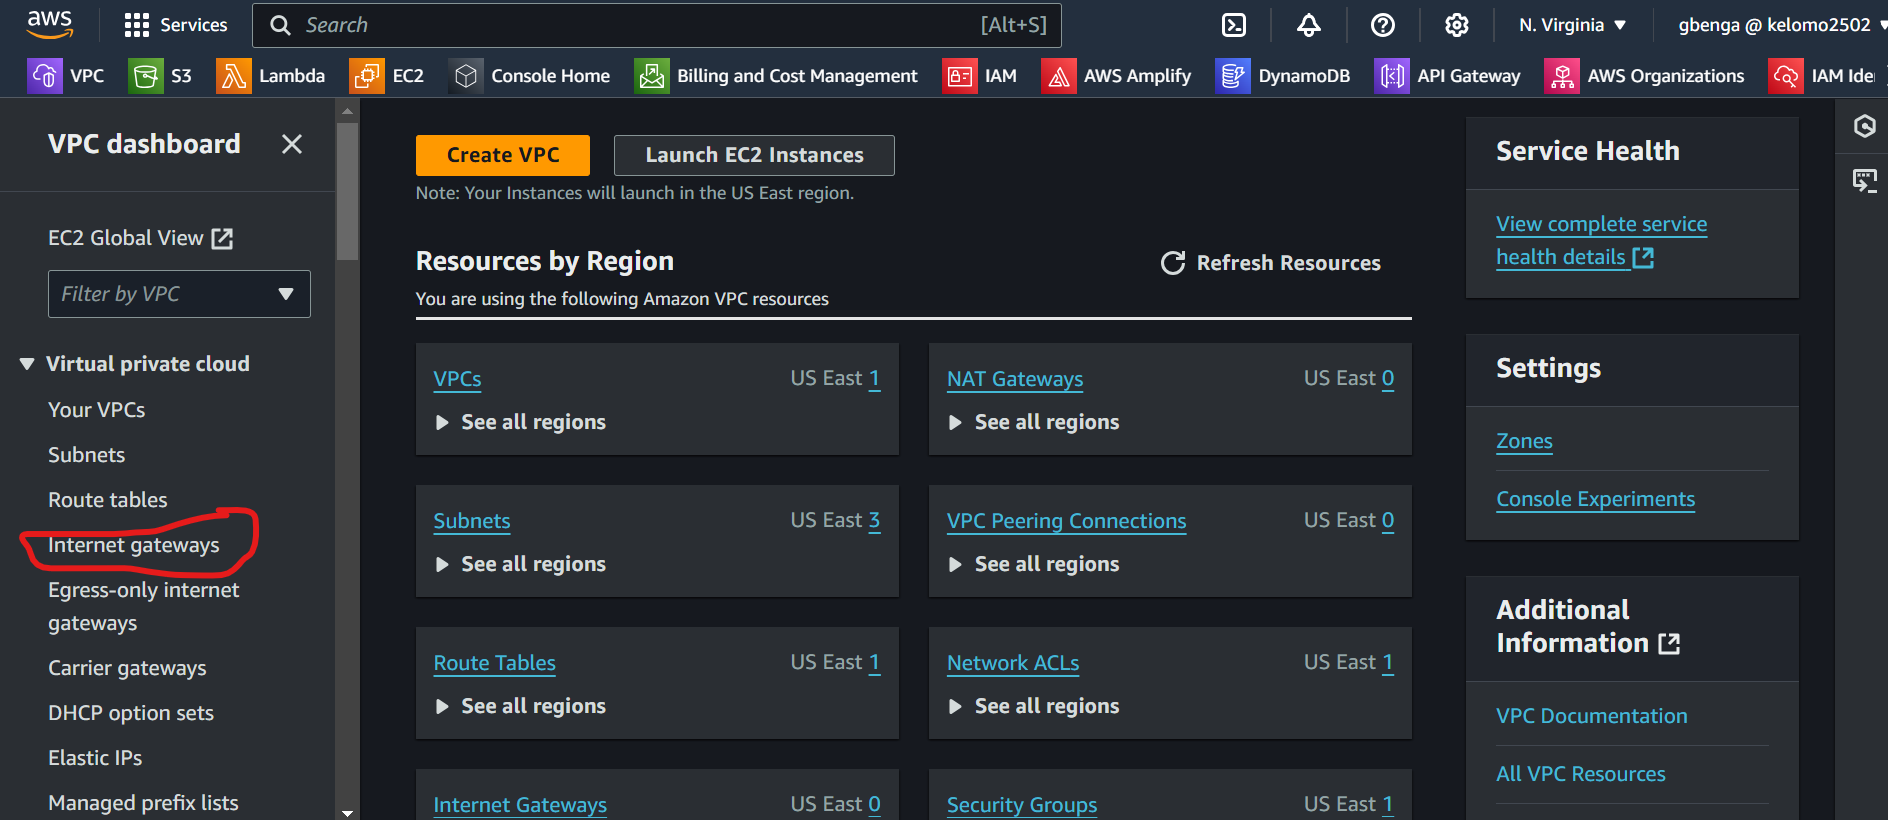 aws
Services
Search
[Alt+S]
N. Virginia
gbenga @ kelomo2502
VPC
S3
Lambda
EC2
Console Home
Billing and Cost Management
IAM
AWS Amplify
DynamoDB
API Gateway
AWS Organizations
IAM Ide
VPC dashboard
EC2 Global View
Filter by VPC
Virtual private cloud
Your VPCs
Subnets
Route tables
Internet gateways
Egress-only internet
gateways
Carrier gateways
DHCP option sets
Elastic IPs
Managed prefix lists
Create VPC
Launch EC2 Instances
Note: Your Instances will launch in the US East region.
Resources by Region
Refresh Resources
You are using the following Amazon VPC resources
VPCs US East 1
See all regions
NAT Gateways US East 0
See all regions
Subnets US East 3
See all regions
VPC Peering Connections US East 0
See all regions
Route Tables US East 1
See all regions
Network ACLs US East 1
See all regions
Internet Gateways US East 0
Security Groups US East 1
Service Health
View complete service
health details
Settings
Zones
Console Experiments
Additional
Information
VPC Documentation
All VPC Resources